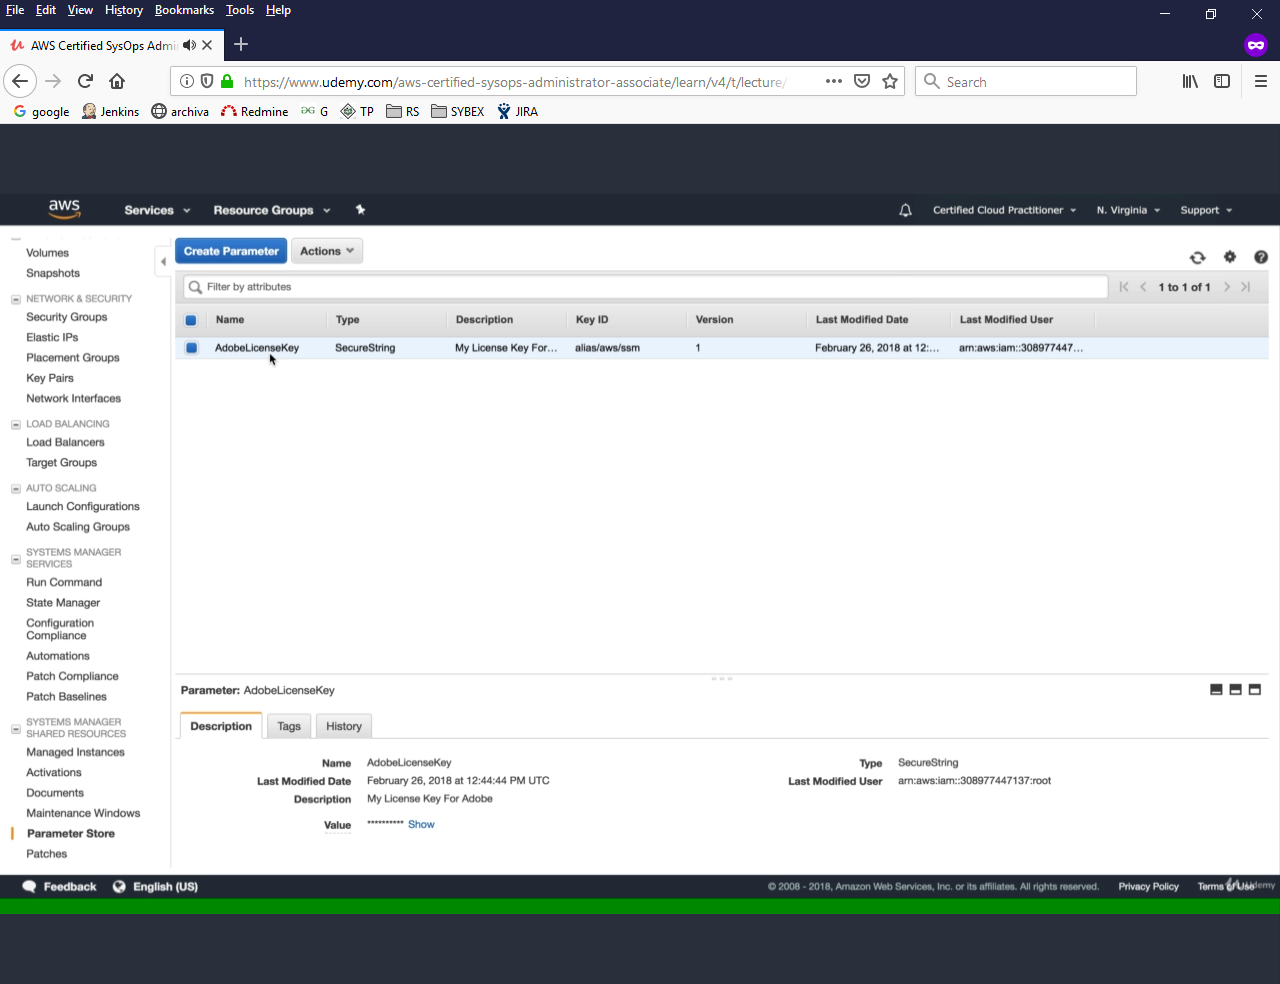 File Edit View History Bookmarks Tools Help
AWS Certified SysOps Admi
https://www.udemy.com/aws-certified-sysops-administrator-associate/learn/v4/t/lecture/
Search
google Jenkins archiva Redmine G TP RS SYBEX JIRA
aws Services Resource Groups Certified Cloud Practitioner N. Virginia Support
Volumes
Snapshots
NETWORK & SECURITY
Security Groups
Elastic IPs
Placement Groups
Key Pairs
Network Interfaces
LOAD BALANCING
Load Balancers
Target Groups
AUTO SCALING
Launch Configurations
Auto Scaling Groups
SYSTEMS MANAGER
SERVICES
Run Command
State Manager
Configuration
Compliance
Automations
Patch Compliance
Patch Baselines
SYSTEMS MANAGER
SHARED RESOURCES
Managed Instances
Activations
Documents
Maintenance Windows
Parameter Store
Patches
Create Parameter Actions
Filter by attributes 1 to 1 of 1
Name Type Description Key ID Version Last Modified Date Last Modified User
AdobeLicenseKey SecureString My License Key For... alias/aws/ssm 1 February 26, 2018 at 12:... arn:aws:iam::308977447...
Parameter: AdobeLicenseKey
Description Tags History
Name AdobeLicenseKey Type SecureString
Last Modified Date February 26, 2018 at 12:44:44 PM UTC Last Modified User arn:aws:iam::308977447137:root
Description My License Key For Adobe
Value ********** Show
Feedback English (US) © 2008 - 2018, Amazon Web Services, Inc. or its affiliates. All rights reserved. Privacy Policy Terms of Use Udemy